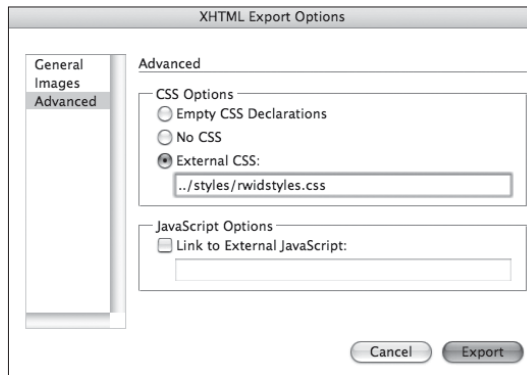 XHTML Export Options
General
Images
Advanced
Advanced
CSS Options
Empty CSS Declarations
No CSS
External CSS:
../styles/rwidstyles.css
JavaScript Options
Link to External JavaScript:
Cancel
Export